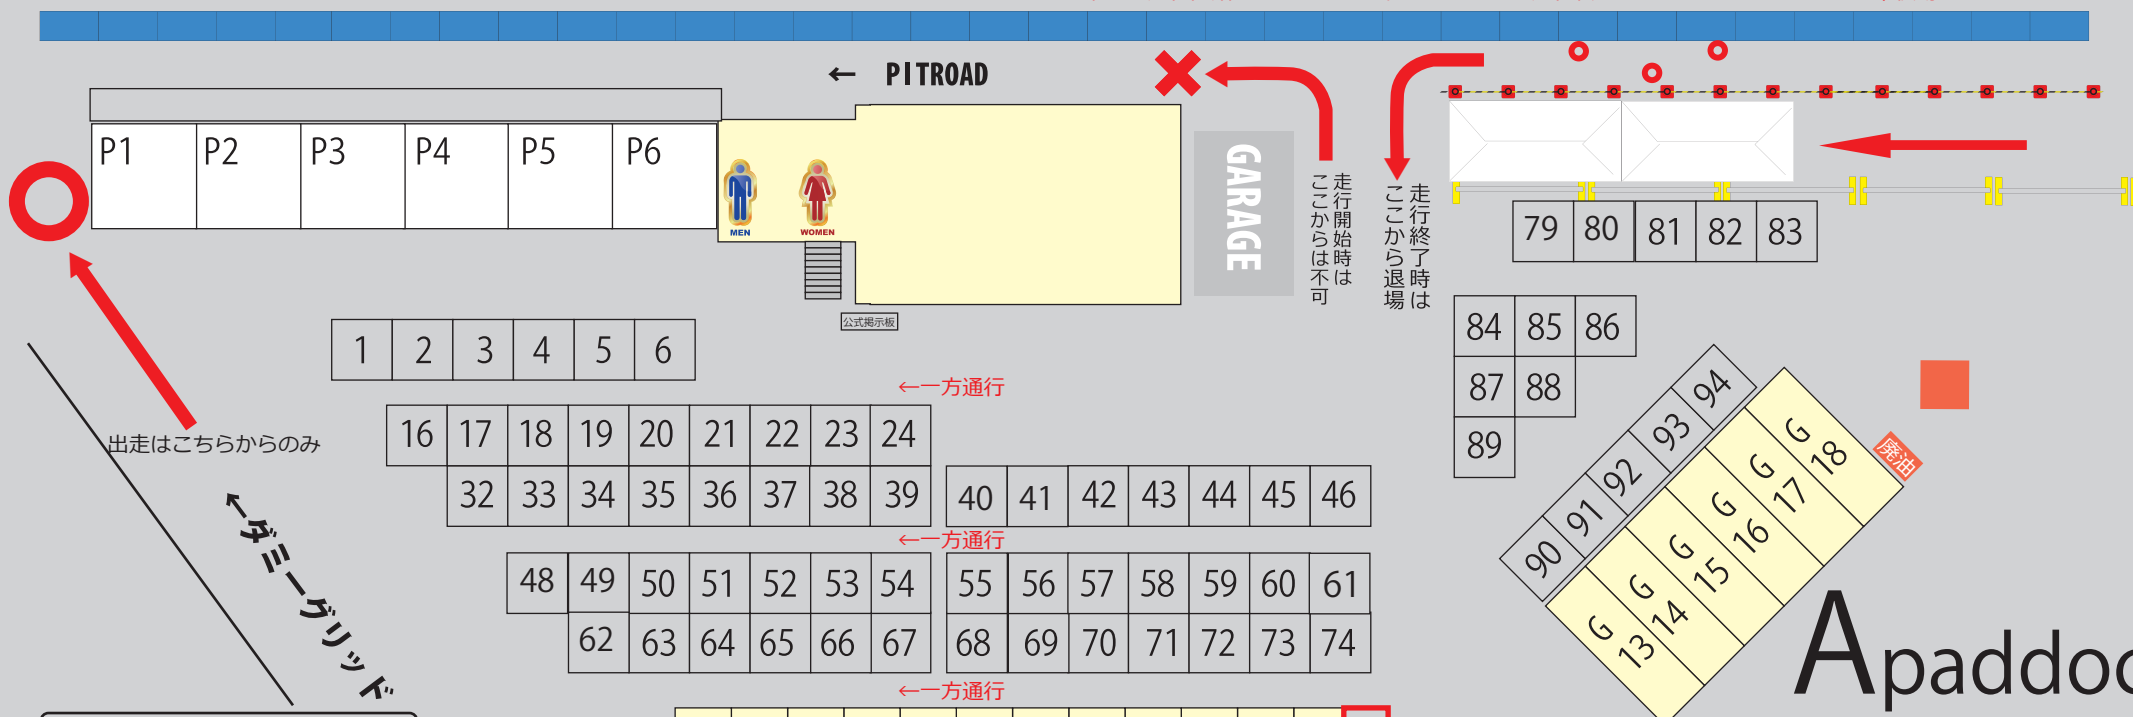 ← PITROAD
P1 P2 P3 P4 P5 P6
MEN WOMEN
GARAGE
走行開始時は
ここからは不可
走行終了時は
ここから退場
79 80 81 82 83
公式掲示板
1 2 3 4 5 6
84 85 86
87 88
89
←一方通行
16 17 18 19 20 21 22 23 24
出走はこちらからのみ
32 33 34 35 36 37 38 39 40 41 42 43 44 45 46
90 91 92 93 94
廃油
G 13
G 14
G 15
G 16
G 17
G 18
←ダミーグリッド
←一方通行
48 49 50 51 52 53 54 55 56 57 58 59 60 61
62 63 64 65 66 67 68 69 70 71 72 73 74
A paddoc
←一方通行